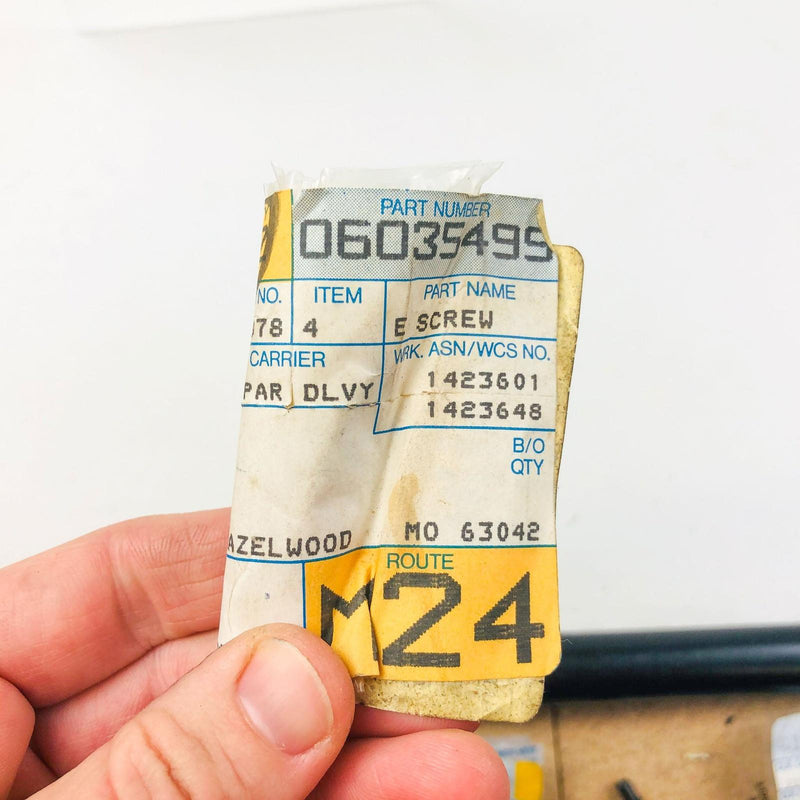 PART NUMBER
06035499
NO. ITEM PART NAME
78 4 E SCREW
CARRIER WRK. ASN/WCS NO.
PAR DLVY 1423601
1423648
B/O
QTY
AZELWOOD MO 63042
ROUTE
M24